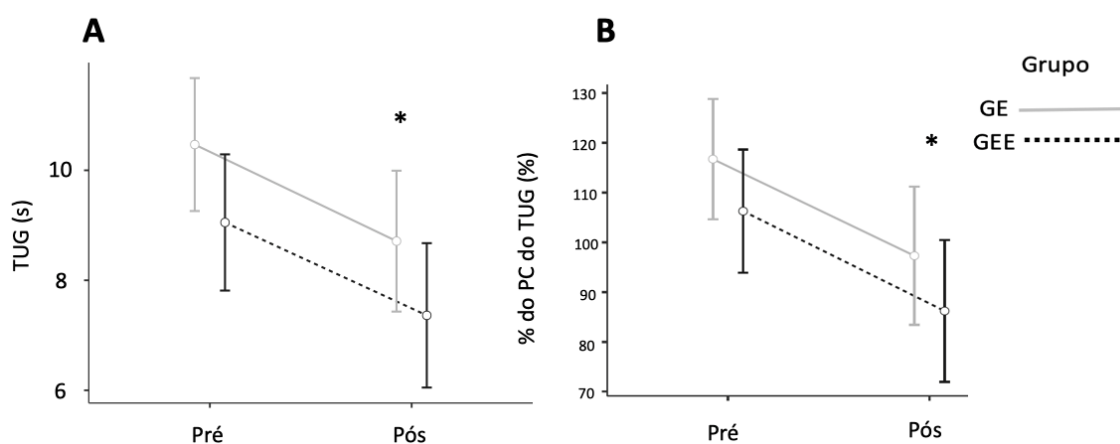 A
TUG (s)
10
8
6
*
Pré
Pós
B
% do PC do TUG (%)
130
120
110
100
90
80
70
*
Pré
Pós
Grupo
GE
GEE